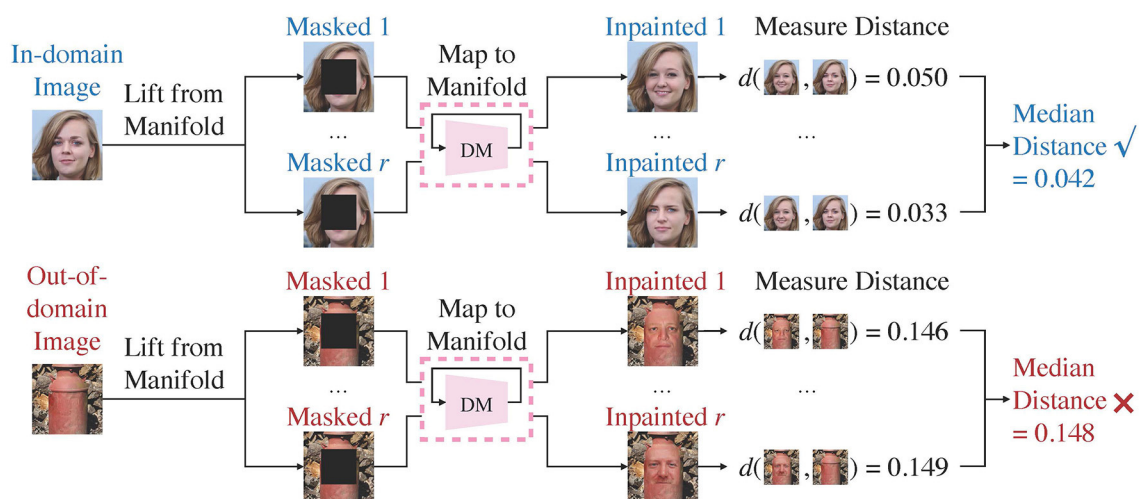 In-domain
Image
Lift from
Manifold
Masked 1
...
Masked r
Map to
Manifold
DM
Inpainted 1
...
Inpainted r
Measure Distance
d( , ) = 0.050
...
d( , ) = 0.033
Median
Distance √
= 0.042
Out-of-
domain
Image
Lift from
Manifold
Masked 1
...
Masked r
Map to
Manifold
DM
Inpainted 1
...
Inpainted r
Measure Distance
d( , ) = 0.146
...
d( , ) = 0.149
Median
Distance ×
= 0.148